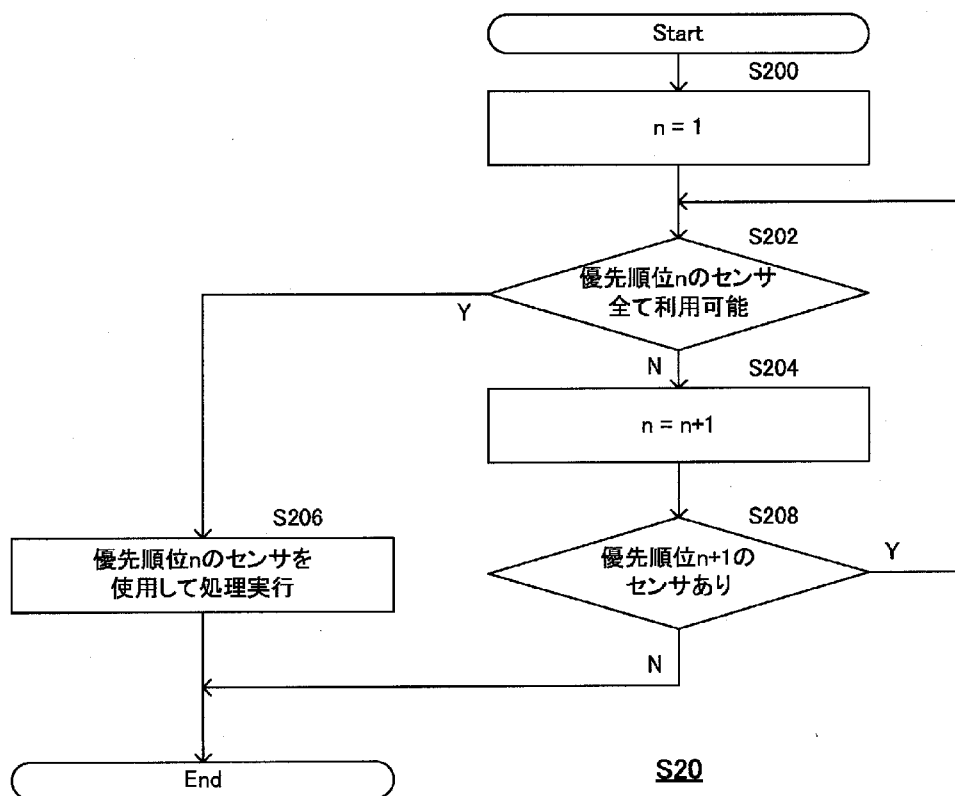 Start
S200
n = 1
S202
優先順位nのセンサ
全て利用可能
Y
N
S204
n = n+1
S206
優先順位nのセンサを
使用して処理実行
S208
優先順位n+1の
センサあり
Y
N
End
S20